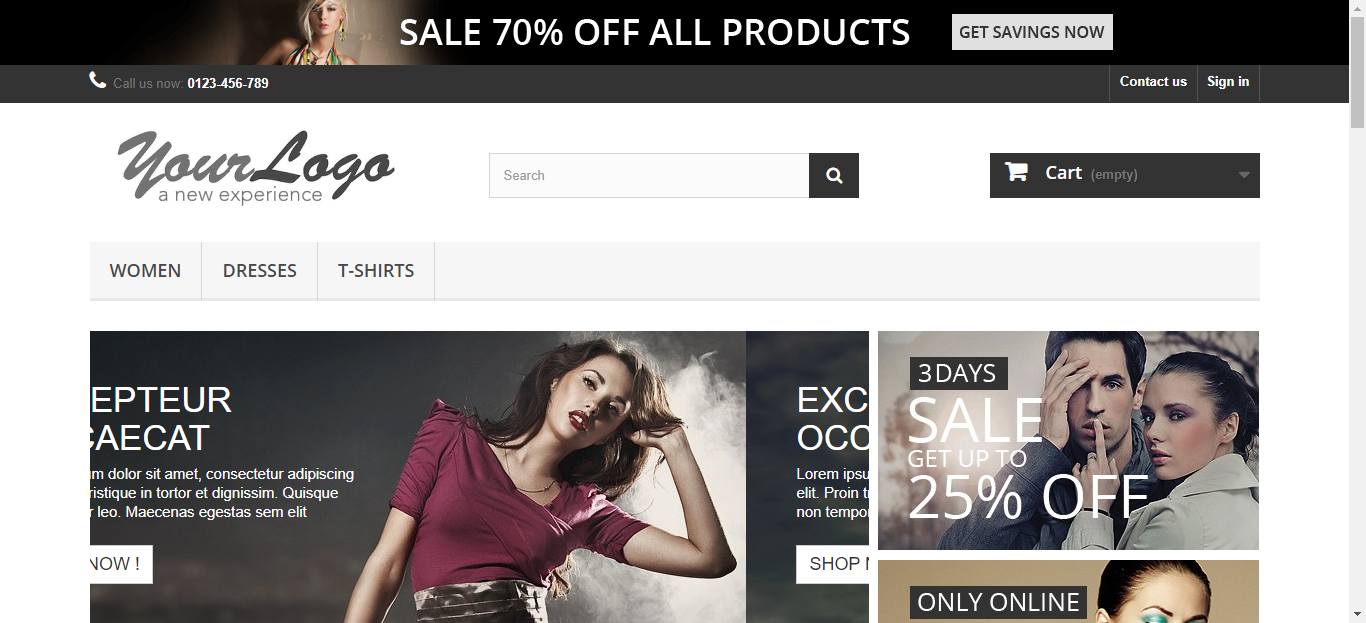 SALE 70% OFF ALL PRODUCTS
GET SAVINGS NOW
Call us now: 0123-456-789
Contact us
Sign in
YourLogo
a new experience
Search
Cart (empty)
WOMEN
DRESSES
T-SHIRTS
EPTEUR
CAECAT
m dolor sit amet, consectetur adipiscing
ristique in tortor et dignissim. Quisque
r leo. Maecenas egestas sem elit
NOW !
EXC
OCC
Lorem ipsu
elit. Proin t
non tempo
SHOP
3 DAYS
SALE
GET UP TO
25% OFF
ONLY ONLINE